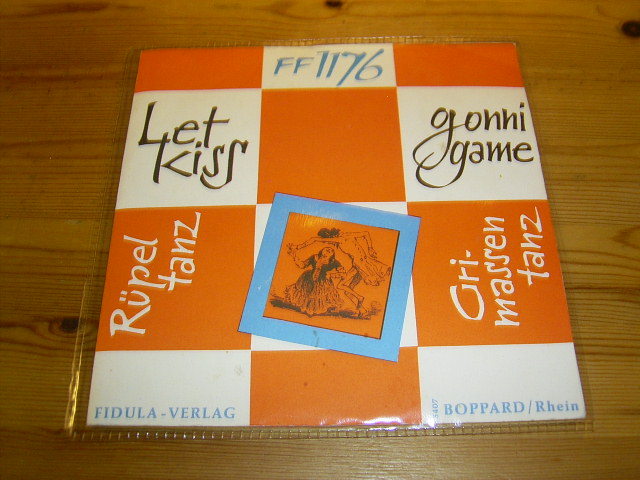 FF 1176
Let
kiss
gonni
game
Rüpel
tanz
Gri-
massen
tanz
FIDULA-VERLAG
BOPPARD/Rhein